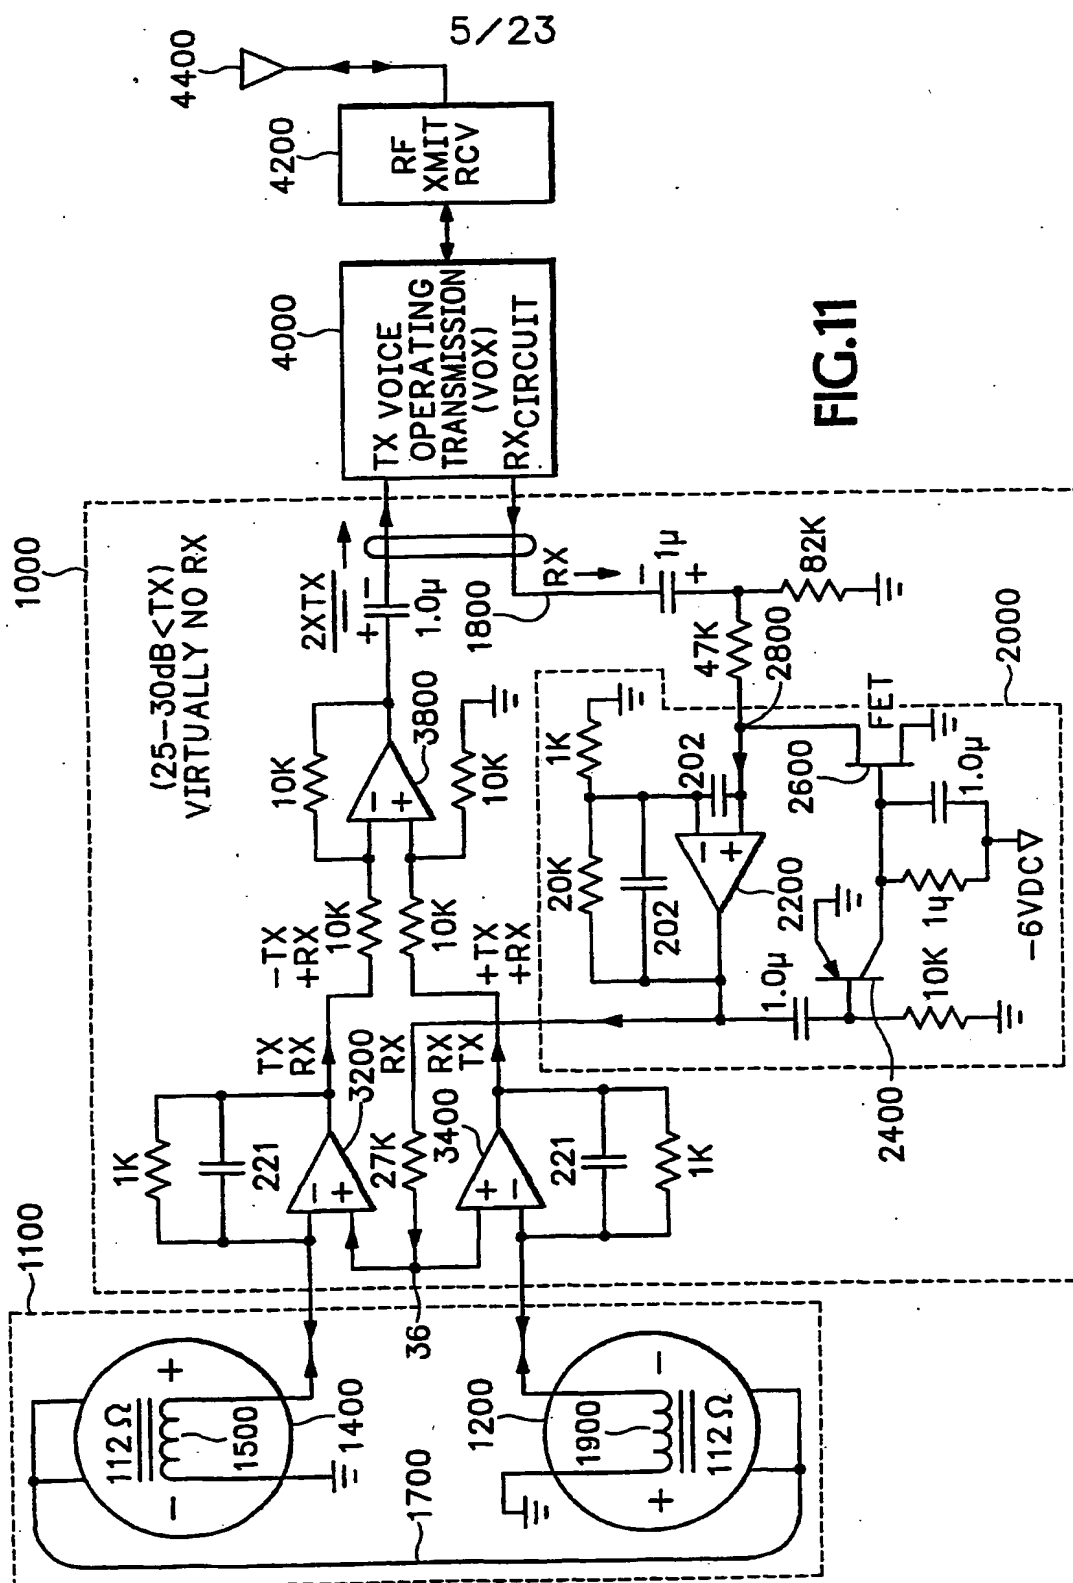 5/23
1000
(25-30dB<TX)
VIRTUALLY NO RX
4400
4200
RF
XMIT
RCV
4000
TX VOICE
OPERATING
TRANSMISSION
(VOX)
RX CIRCUIT
2XTX
+ -
1.0µ
1800
RX
- +
1µ
82K
47K
2800
2000
10K
- +
3800
10K
-TX
+RX
10K
10K
+TX
+RX
1K
20K
202
202
- +
2200
FET
2600
1.0µ
1µ
-6VDC
1.0µ
10K
2400
TX
RX
3200
RX
RX
TX
1K
221
- +
27K
3400
+ -
221
1K
36
1100
112Ω
+
-
1500
1400
1200
1900
-
+
112Ω
1700
FIG.11